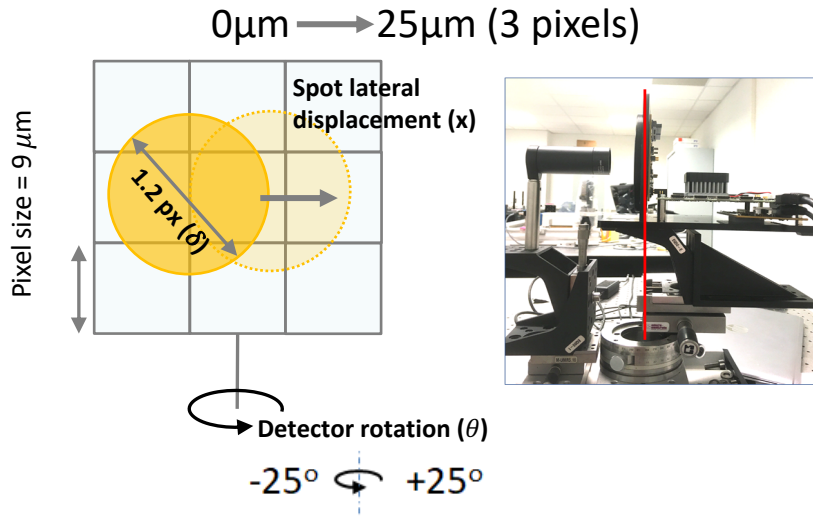 0μm → 25μm (3 pixels)
Spot lateral
displacement (x)
Pixel size = 9 μm
1.2 px (δ)
Detector rotation (θ)
-25° +25°